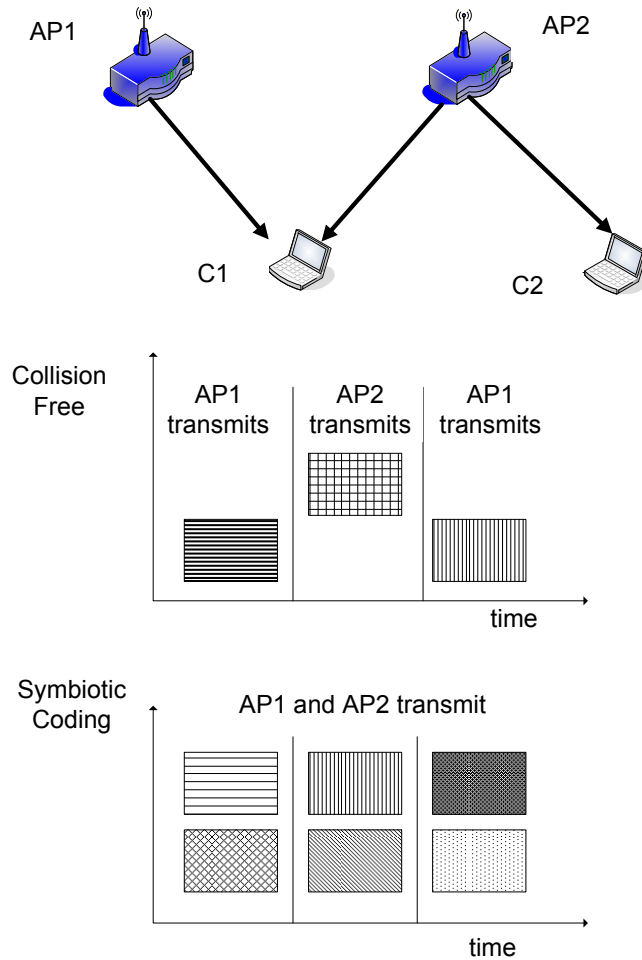 AP1
AP2
C1
C2
Collision
Free
AP1
transmits
AP2
transmits
AP1
transmits
time
Symbiotic
Coding
AP1 and AP2 transmit
time